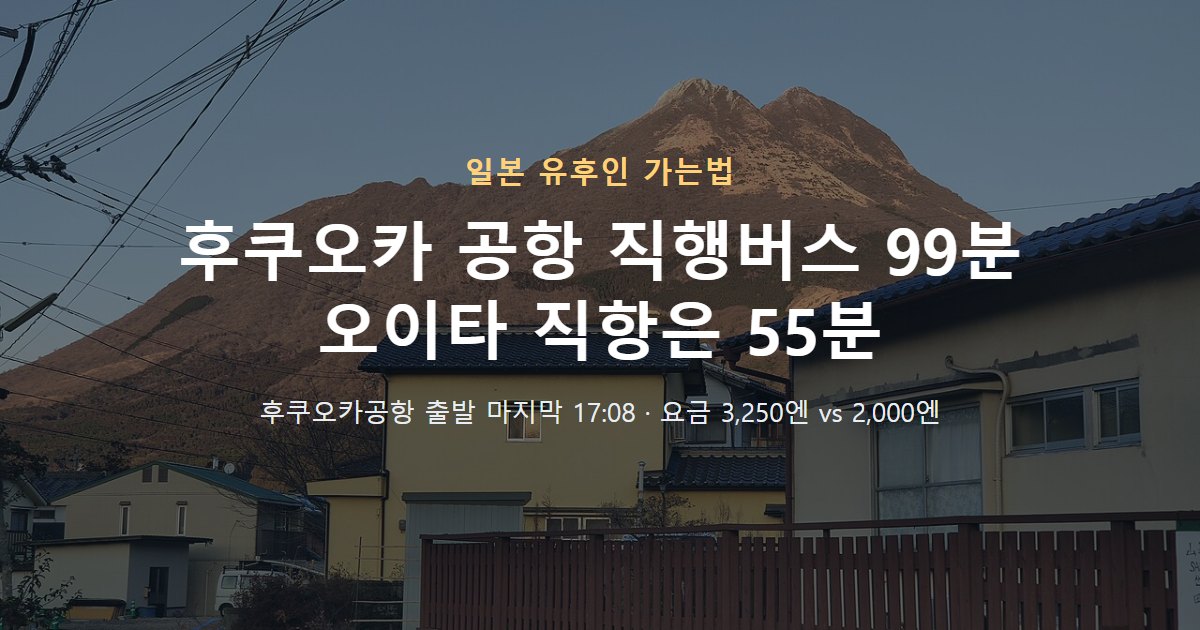 일본 유후인 가는법
후쿠오카 공항 직행버스 99분
오이타 직항은 55분
후쿠오카공항 출발 마지막 17:08 · 요금 3,250엔 vs 2,000엔